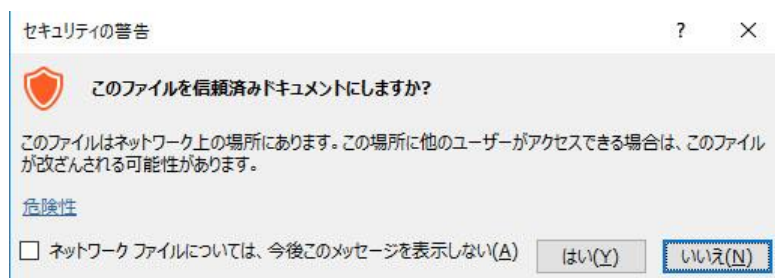 セキュリティの警告 ? ×
このファイルを信頼済みドキュメントにしますか?
このファイルはネットワーク上の場所にあります。この場所に他のユーザーがアクセスできる場合は、このファイル
が改ざんされる可能性があります。
危険性
ネットワーク ファイルについては、今後このメッセージを表示しない(A) はい(Y) いいえ(N)